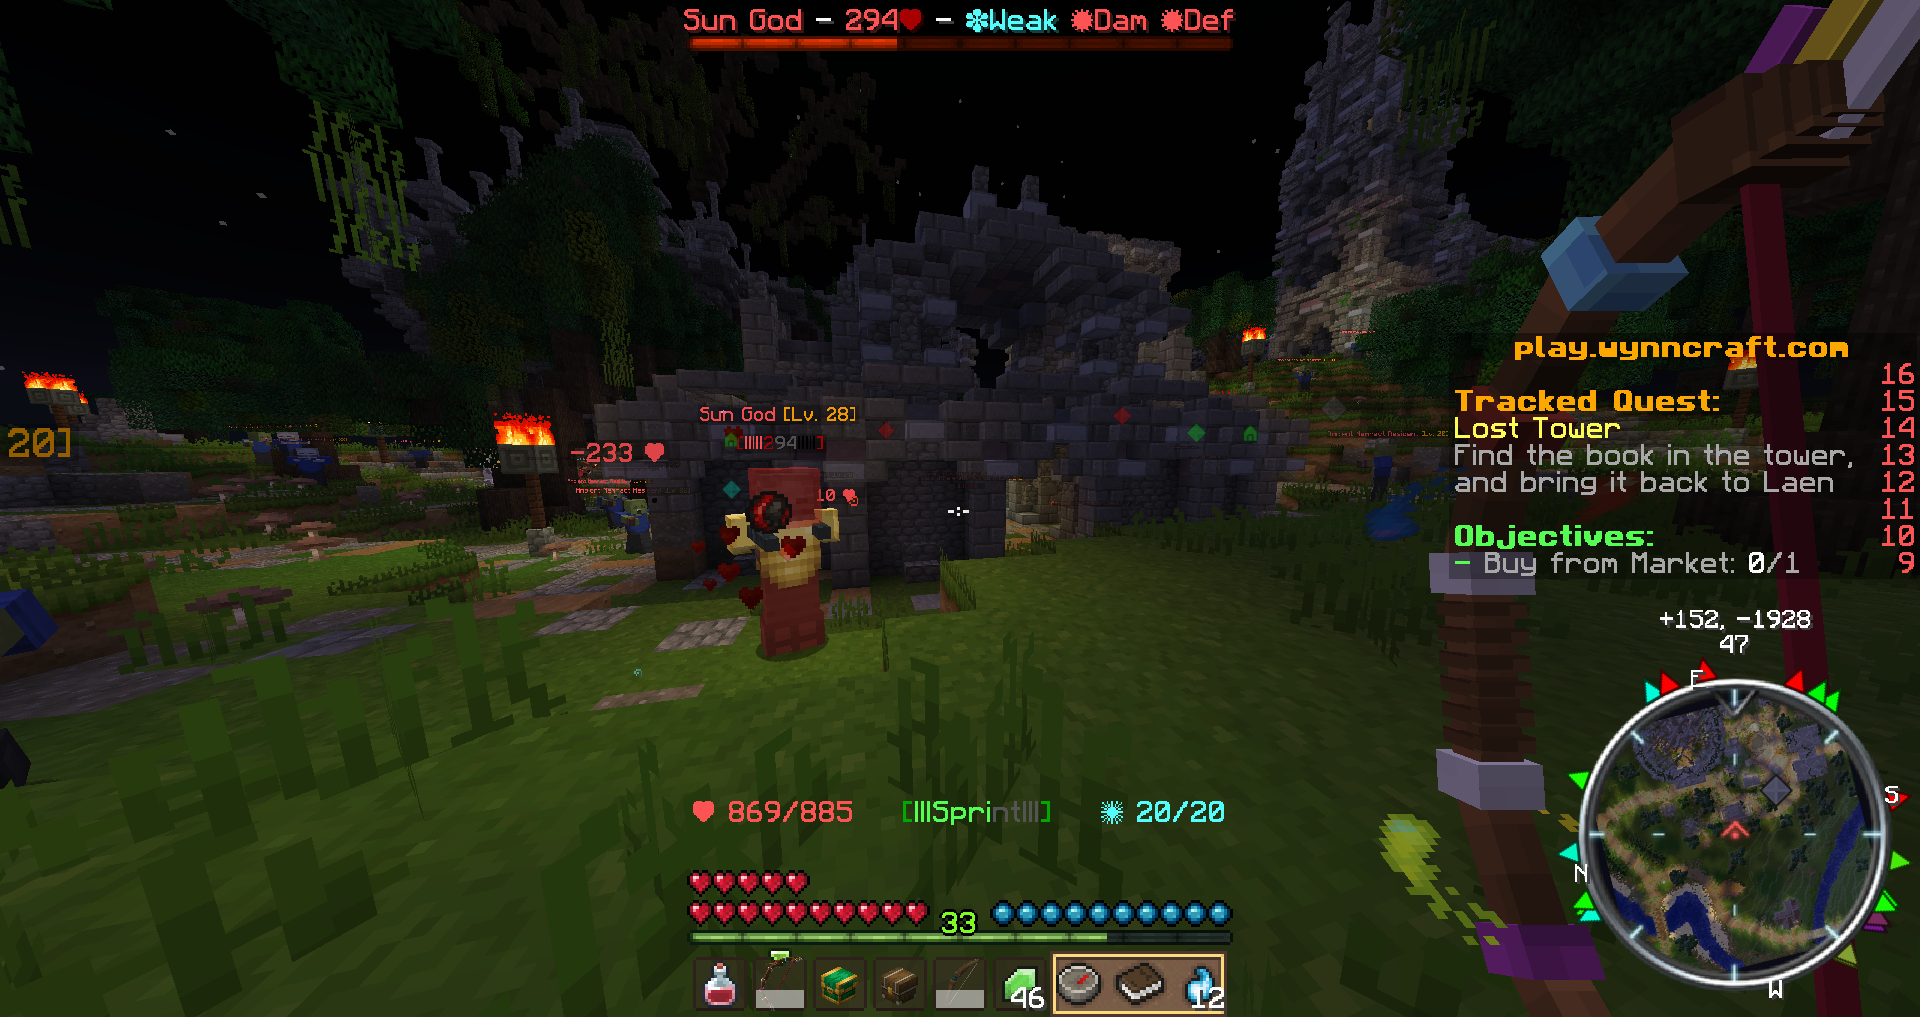 Sun God - 294❤ - ❄Weak ✹Dam ✹Def
play.wynncraft.com
16
Tracked Quest: 15
Lost Tower 14
Find the book in the tower, 13
and bring it back to Laen 12
11
Objectives: 10
- Buy from Market: 0/1 9
Sun God [Lv. 28]
[|||||294|||||]
20]
-233 ❤
10
+152, -1928
47
E
S
N
W
❤ 869/885 [|||Sprint|||] 20/20
33
46
12